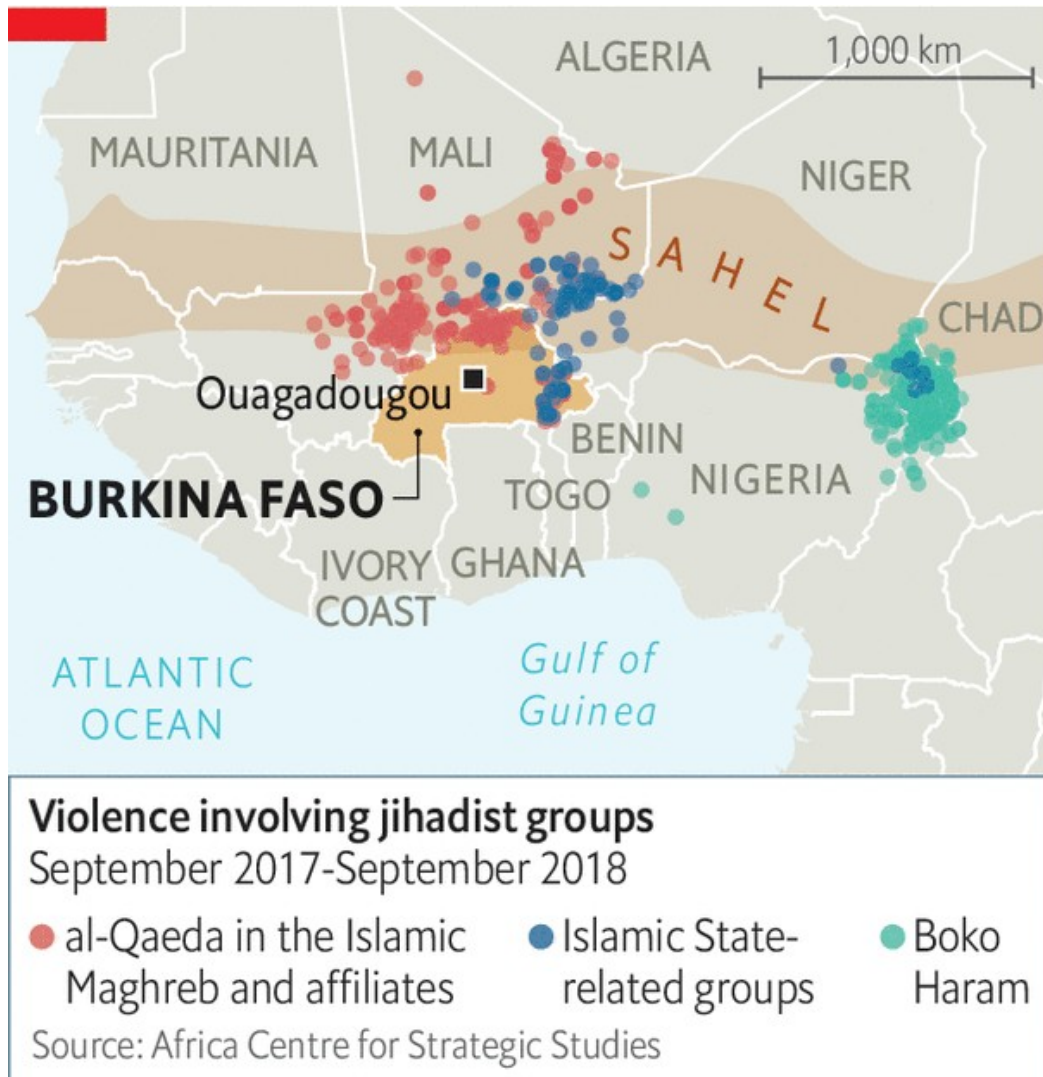 ALGERIA
1,000 km
MAURITANIA
MALI
NIGER
SAHEL
CHAD
Ouagadougou
BENIN
BURKINA FASO
TOGO
NIGERIA
IVORY
COAST
GHANA
ATLANTIC
OCEAN
Gulf of
Guinea
Violence involving jihadist groups
September 2017-September 2018
al-Qaeda in the Islamic
Maghreb and affiliates
Islamic State-
related groups
Boko
Haram
Source: Africa Centre for Strategic Studies